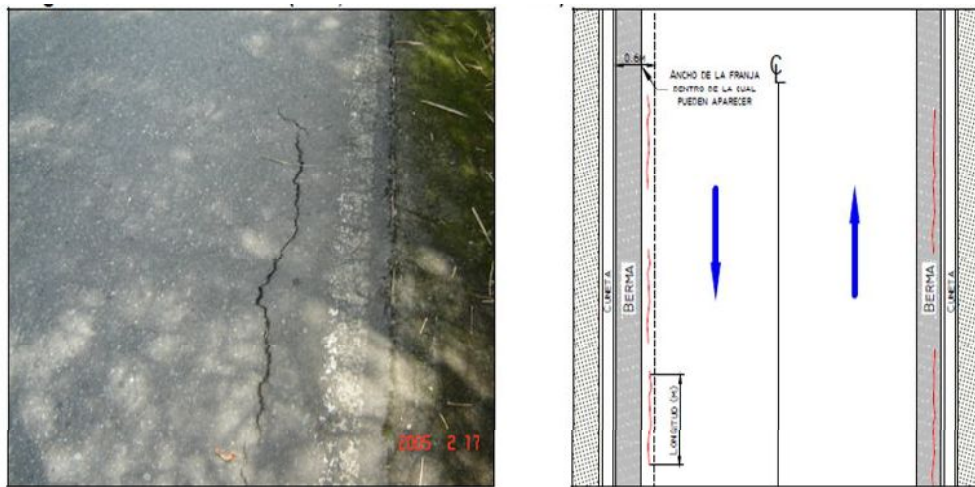 2005 2 17
0.6M
ANCHO DE LA FRANJA
DENTRO DE LA CUAL
PUEDEN APARECER
CL
CUNETA
BERMA
LONGITUD (M)
BERMA
CUNETA